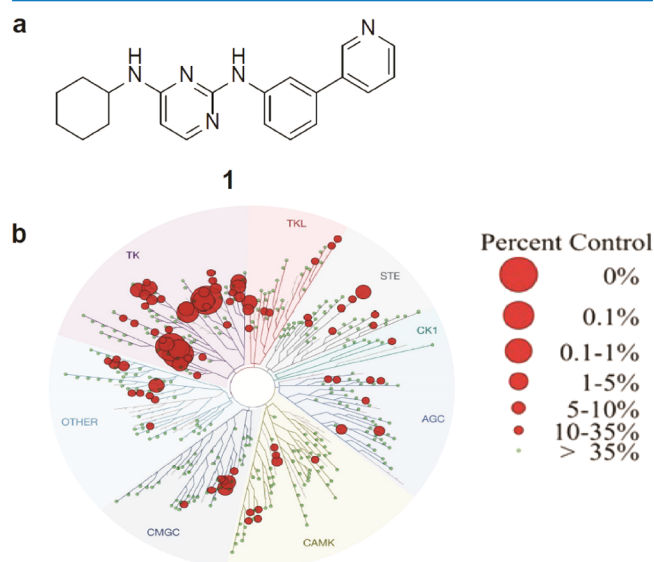 a
N
H
N
N
H
N
N
1
b
TK
TKL
STE
CK1
AGC
CAMK
CMGC
OTHER
Percent Control
0%
0.1%
0.1-1%
1-5%
5-10%
10-35%
> 35%